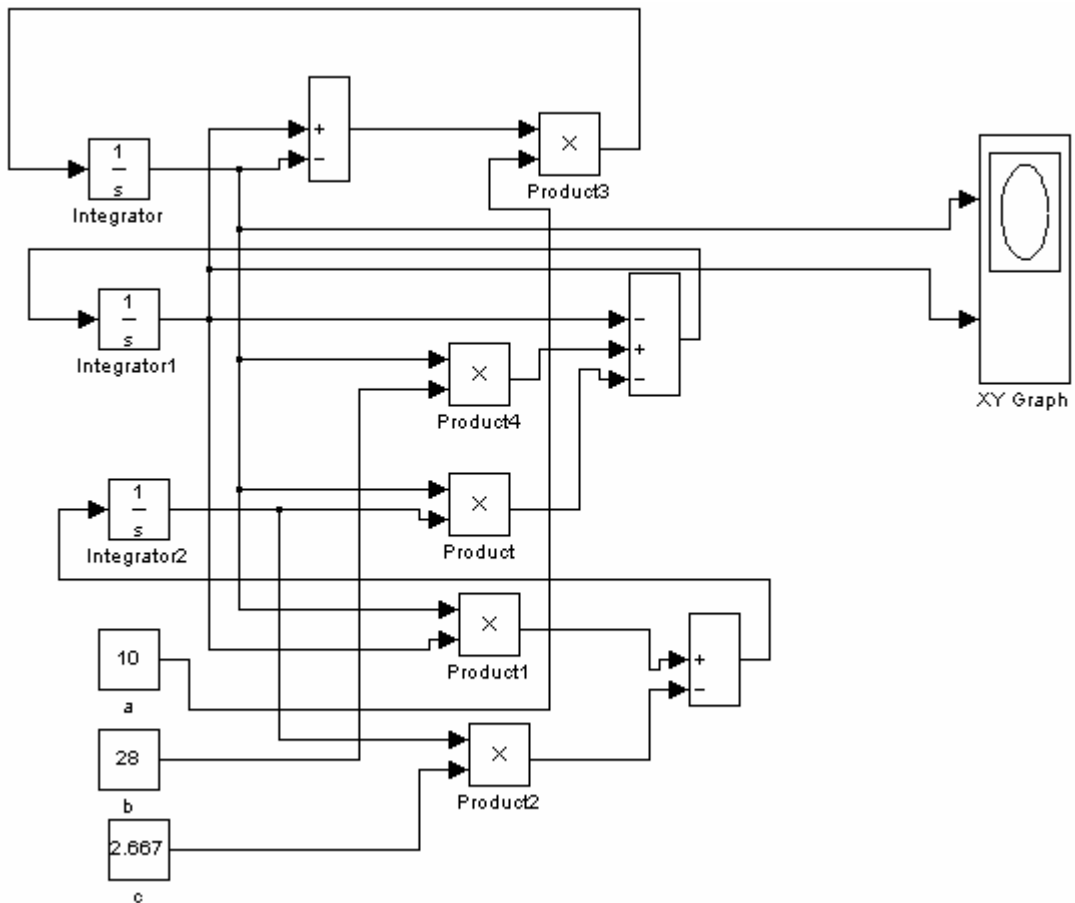 +
−
1
s
Integrator
×
Product3
1
s
Integrator1
−
+
−
×
Product4
XY Graph
1
s
Integrator2
×
Product
×
Product1
+
−
10
a
28
b
×
Product2
2.667
c